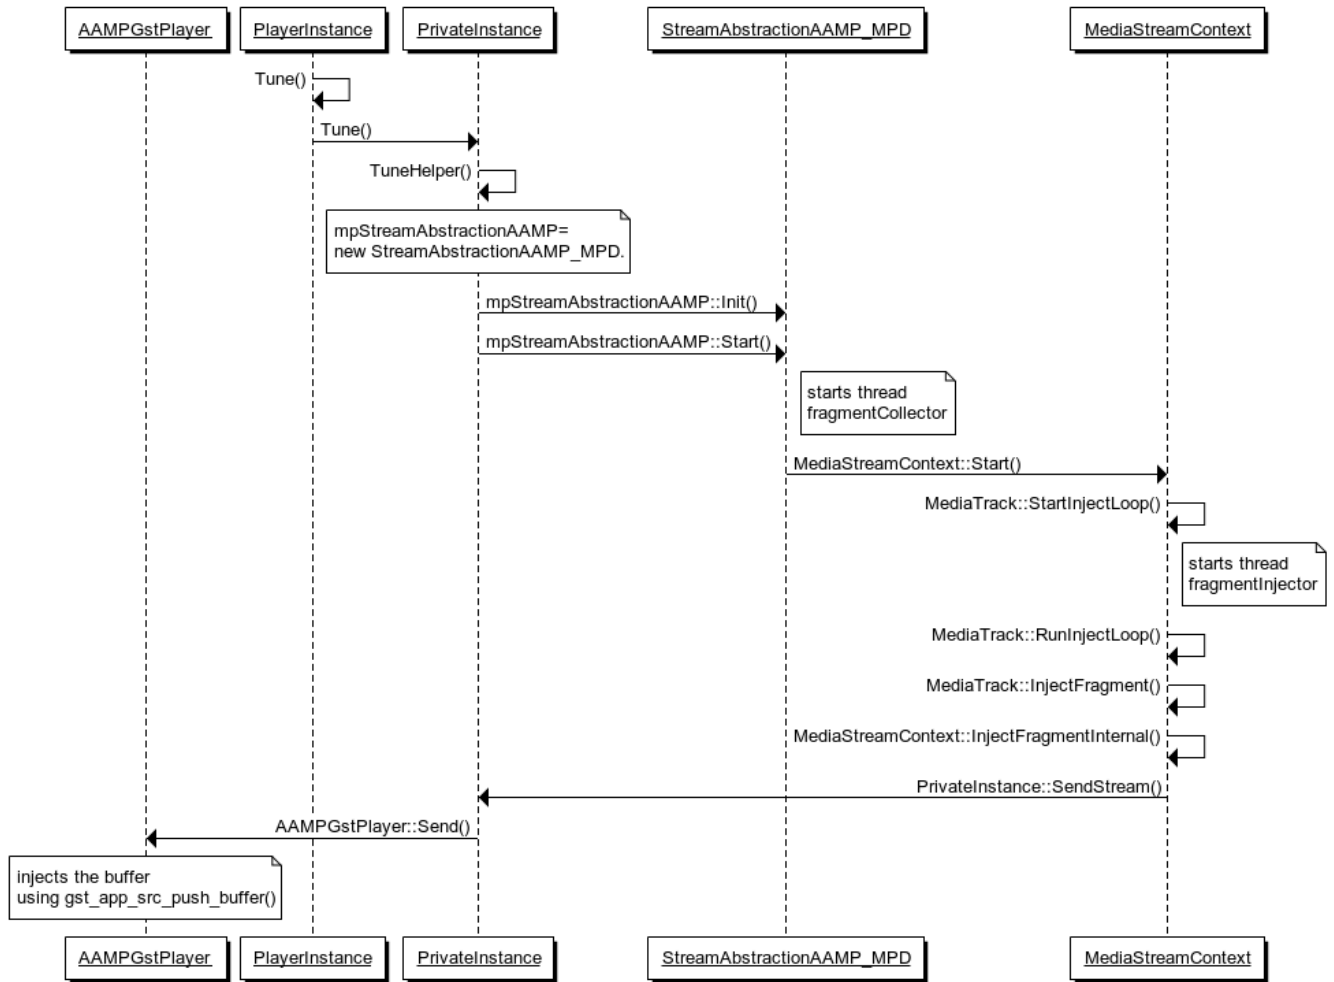 AAMPGstPlayer
PlayerInstance
PrivateInstance
StreamAbstractionAAMP_MPD
MediaStreamContext
Tune()
Tune()
TuneHelper()
mpStreamAbstractionAAMP=
new StreamAbstractionAAMP_MPD.
mpStreamAbstractionAAMP::Init()
mpStreamAbstractionAAMP::Start()
starts thread
fragmentCollector
MediaStreamContext::Start()
MediaTrack::StartInjectLoop()
starts thread
fragmentInjector
MediaTrack::RunInjectLoop()
MediaTrack::InjectFragment()
MediaStreamContext::InjectFragmentInternal()
PrivateInstance::SendStream()
AAMPGstPlayer::Send()
injects the buffer
using gst_app_src_push_buffer()
AAMPGstPlayer
PlayerInstance
PrivateInstance
StreamAbstractionAAMP_MPD
MediaStreamContext